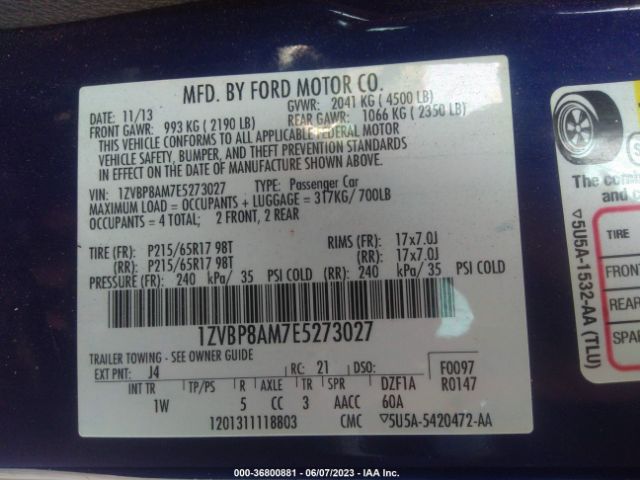 MFD. BY FORD MOTOR CO.
DATE: 11/13
GVWR: 2041 KG ( 4500 LB)
FRONT GAWR: 993 KG ( 2190 LB)
REAR GAWR: 1066 KG ( 2350 LB)
THIS VEHICLE CONFORMS TO ALL APPLICABLE FEDERAL MOTOR
VEHICLE SAFETY, BUMPER, AND THEFT PREVENTION STANDARDS
IN EFFECT ON THE DATE OF MANUFACTURE SHOWN ABOVE.
VIN: 1ZVBP8AM7E5273027 TYPE: Passenger Car
MAXIMUM LOAD = OCCUPANTS + LUGGAGE = 317KG/ 700LB
OCCUPANTS = 4 TOTAL; 2 FRONT, 2 REAR
TIRE (FR): P215/65R17 98T RIMS (FR): 17x7.0J
(RR): P215/65R17 98T (RR): 17x7.0J
PRESSURE (FR): 240 kPa/ 35 PSI COLD (RR): 240 kPa/ 35 PSI COLD
1ZVBP8AM7E5273027
TRAILER TOWING - SEE OWNER GUIDE
EXT PNT: J4 RC: 21 DSO: F0097
INT TR TP/PS R AXLE TR SPR DZF1A R0147
1W 5 CC 3 AACC 60A
1201311118803 CMC ▽5U5A-5420472-AA
The comb
and c
▽5U5A-1532-AA (TLU)
TIRE
FRONT
REAR
SPAR
000-36800881 - 06/07/2023 - IAA Inc.